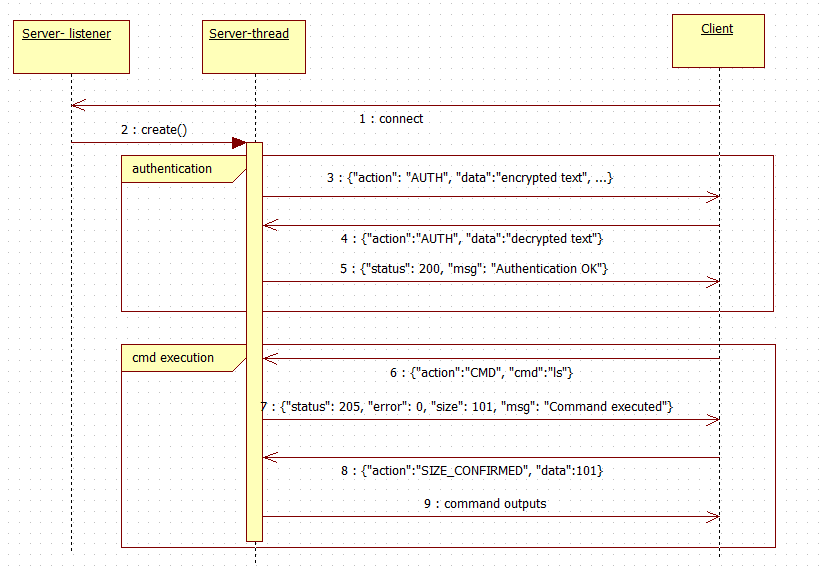 Server- listener
Server-thread
Client
1 : connect
2 : create()
authentication
3 : {"action": "AUTH", "data":"encrypted text", ...}
4 : {"action":"AUTH", "data":"decrypted text"}
5 : {"status": 200, "msg": "Authentication OK"}
cmd execution
6 : {"action":"CMD", "cmd":"ls"}
7 : {"status": 205, "error": 0, "size": 101, "msg": "Command executed"}
8 : {"action":"SIZE_CONFIRMED", "data":101}
9 : command outputs